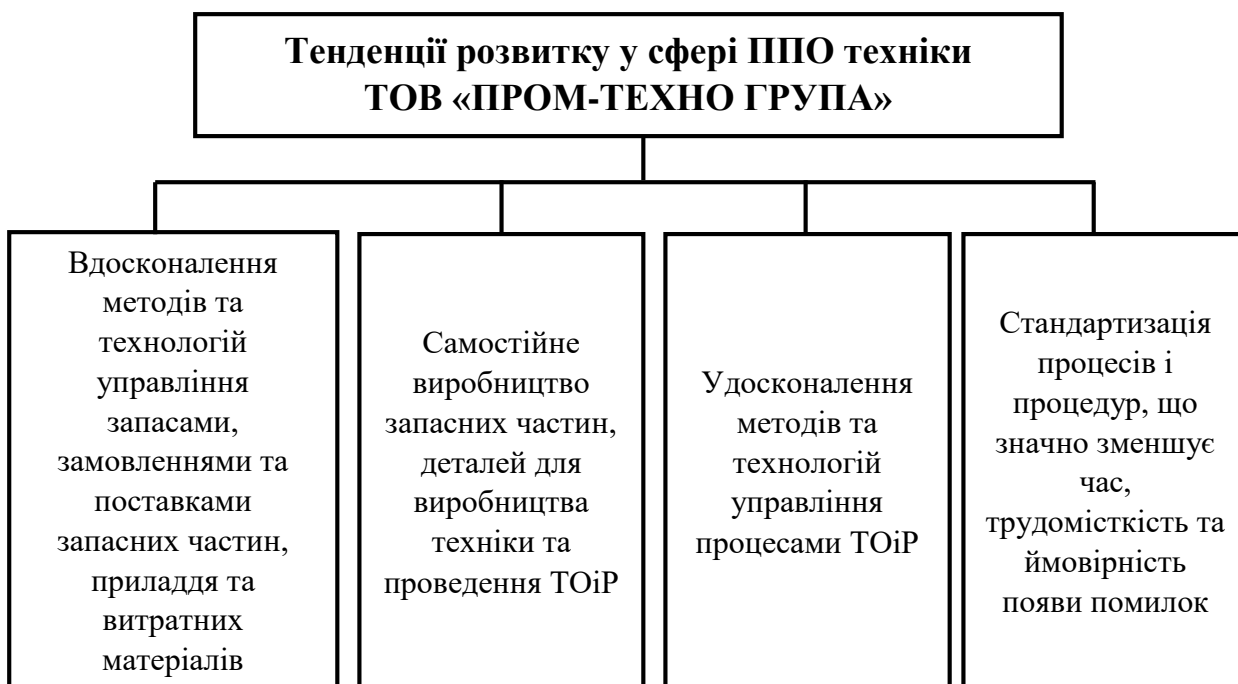 Тенденції розвитку у сфері ППО техніки
ТОВ «ПРОМ-ТЕХНО ГРУПА»
Вдосконалення
методів та
технологій
управління
запасами,
замовленнями та
поставками
запасних частин,
приладдя та
витратних
матеріалів
Самостійне
виробництво
запасних частин,
деталей для
виробництва
техніки та
проведення ТОіР
Удосконалення
методів та
технологій
управління
процесами ТОіР
Стандартизація
процесів і
процедур, що
значно зменшує
час,
трудомісткість та
ймовірність
появи помилок